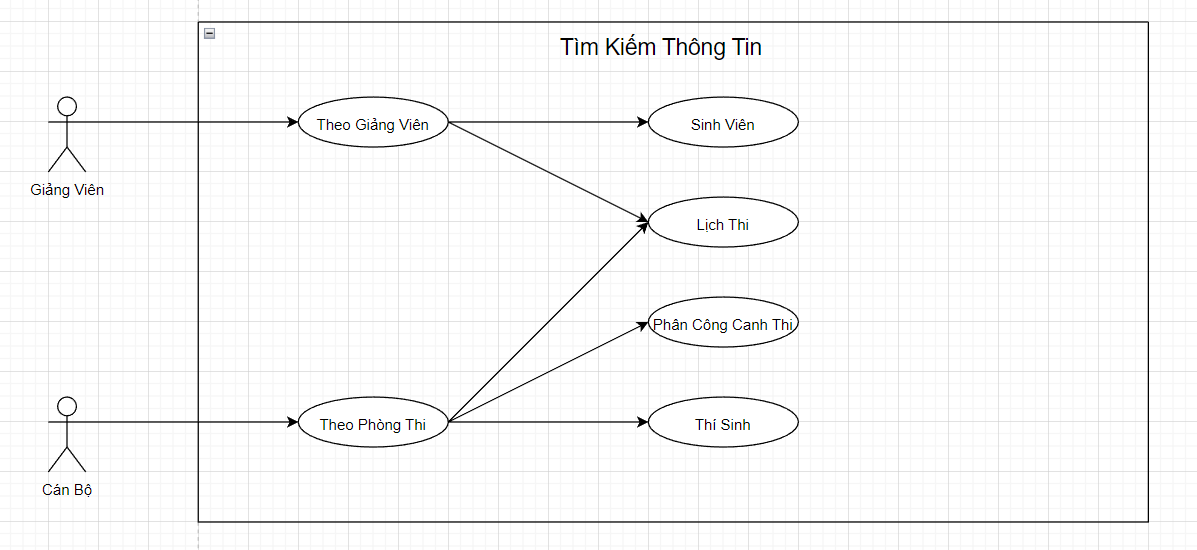 Tìm Kiếm Thông Tin
Theo Giảng Viên
Sinh Viên
Giảng Viên
Lịch Thi
Phân Công Canh Thi
Theo Phòng Thi
Thí Sinh
Cán Bộ